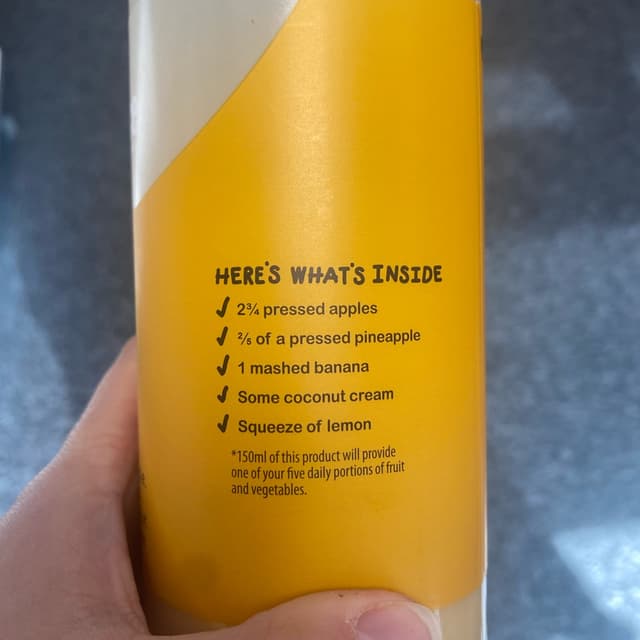 HERE'S WHAT'S INSIDE
2¾ pressed apples
⅖ of a pressed pineapple
1 mashed banana
Some coconut cream
Squeeze of lemon
*150ml of this product will provide
one of your five daily portions of fruit
and vegetables.